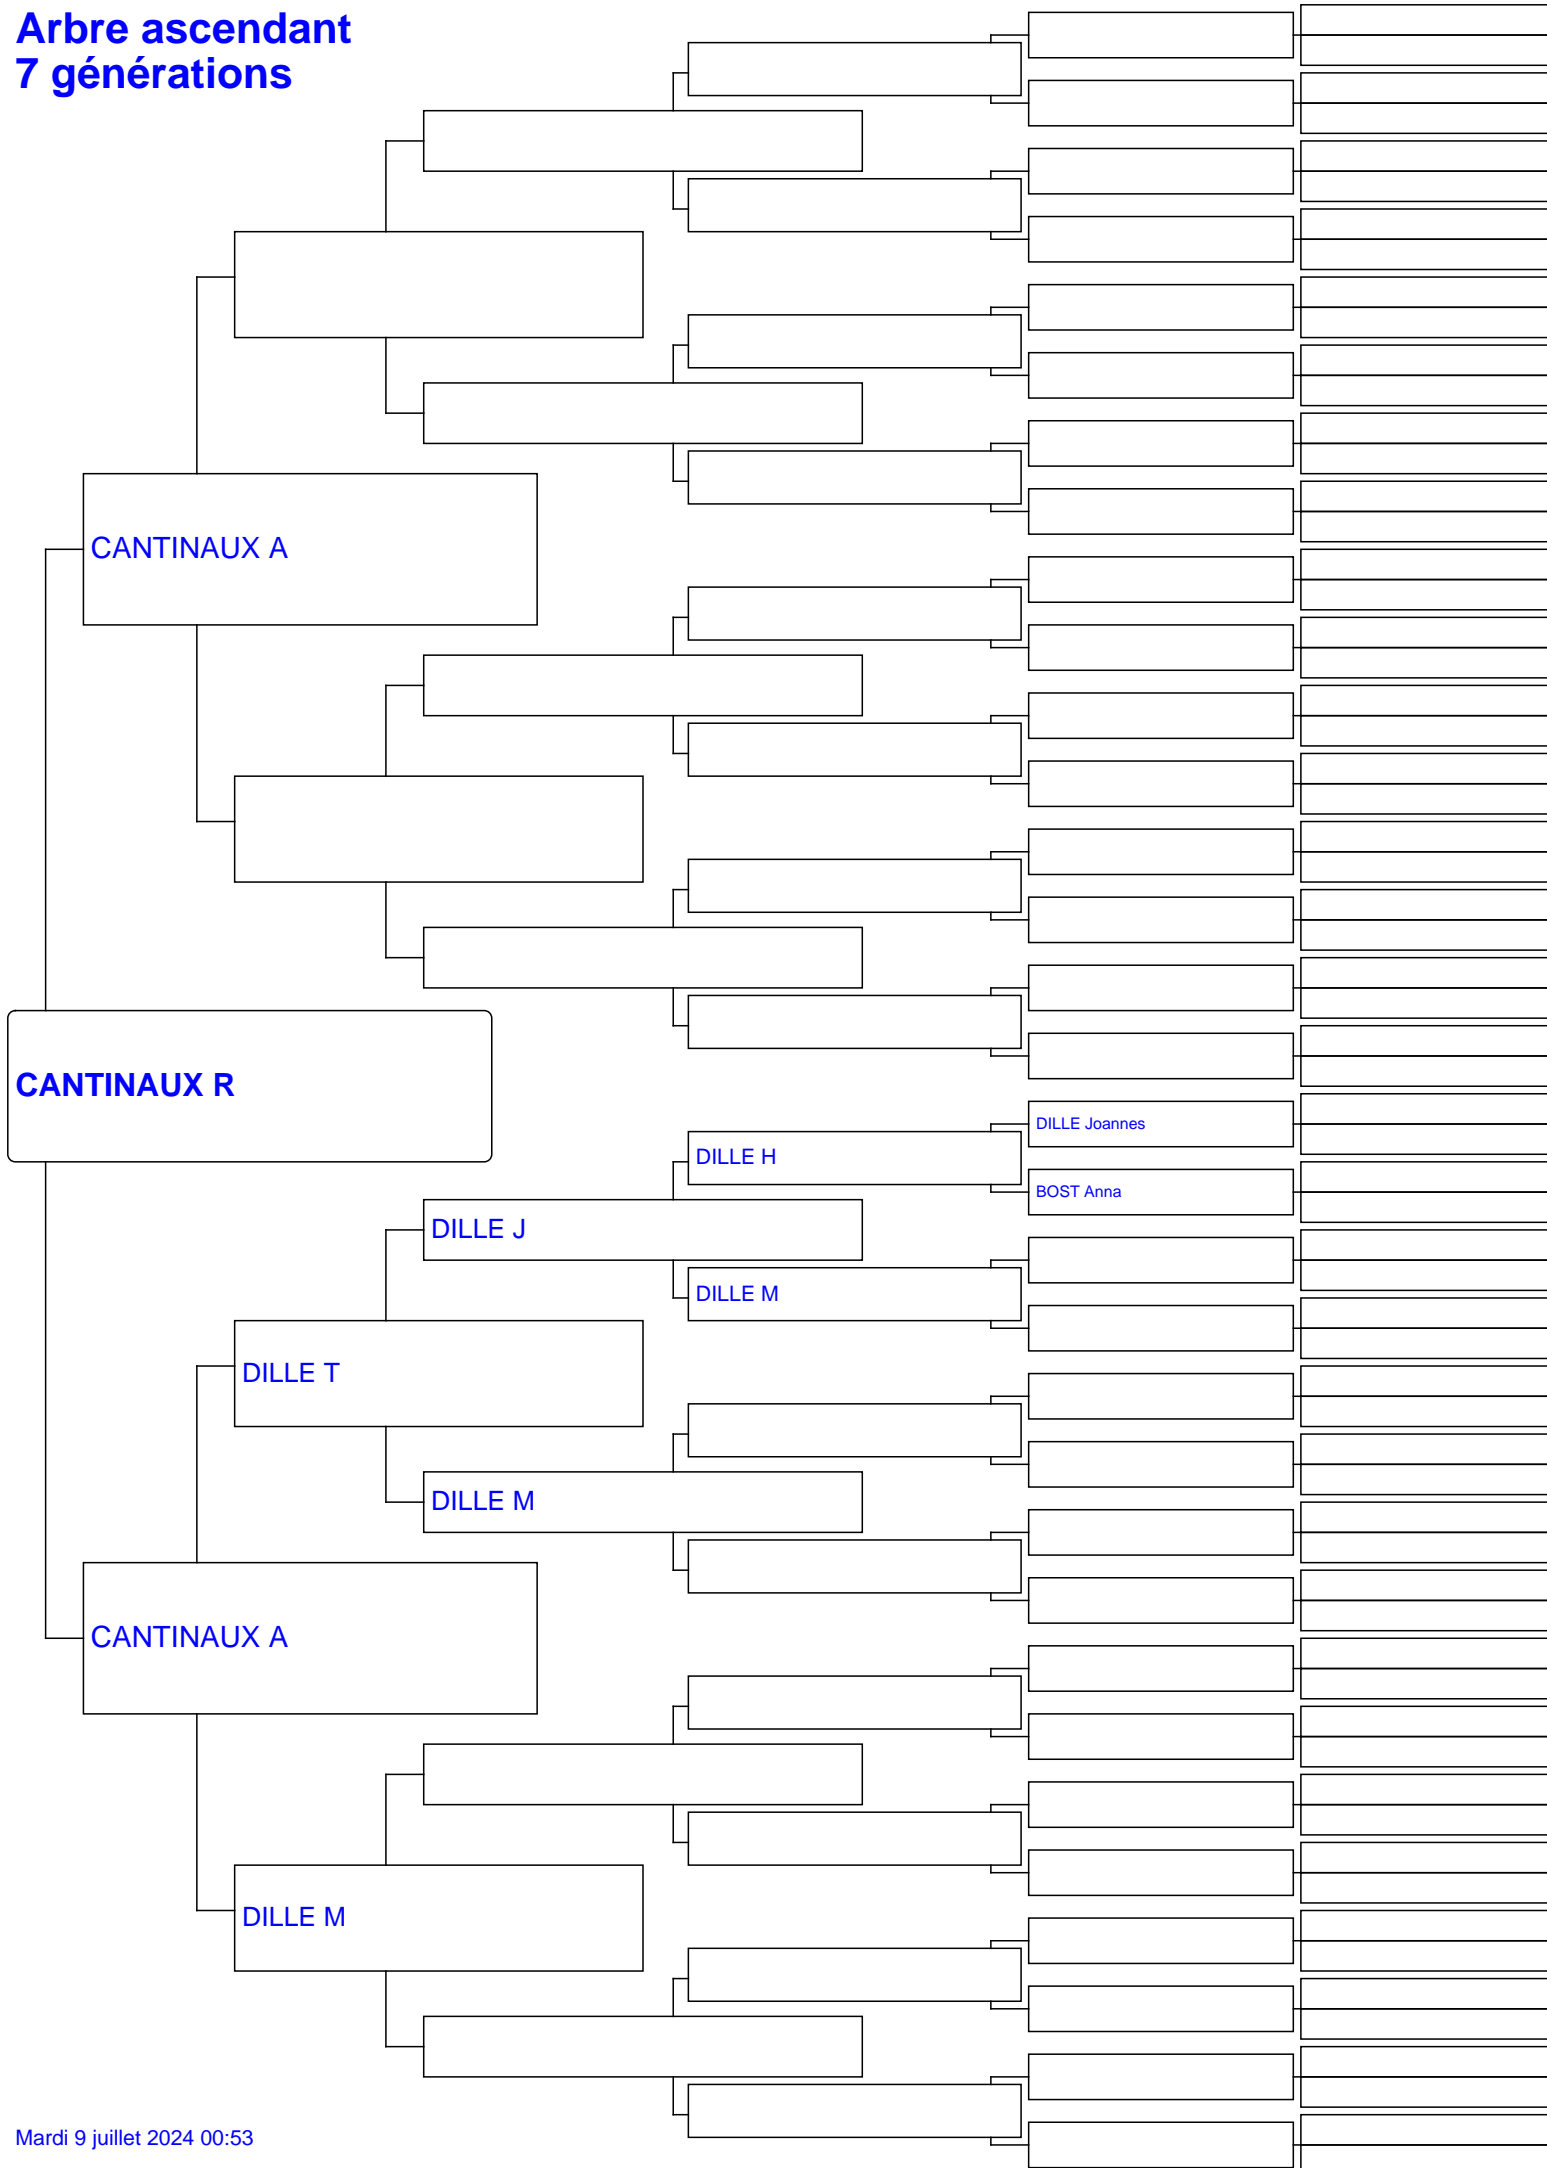 Arbre ascendant
7 générations
CANTINAUX A
CANTINAUX R
DILLE Joannes
DILLE H
BOST Anna
DILLE J
DILLE M
DILLE T
DILLE M
CANTINAUX A
DILLE M
Mardi 9 juillet 2024 00:53